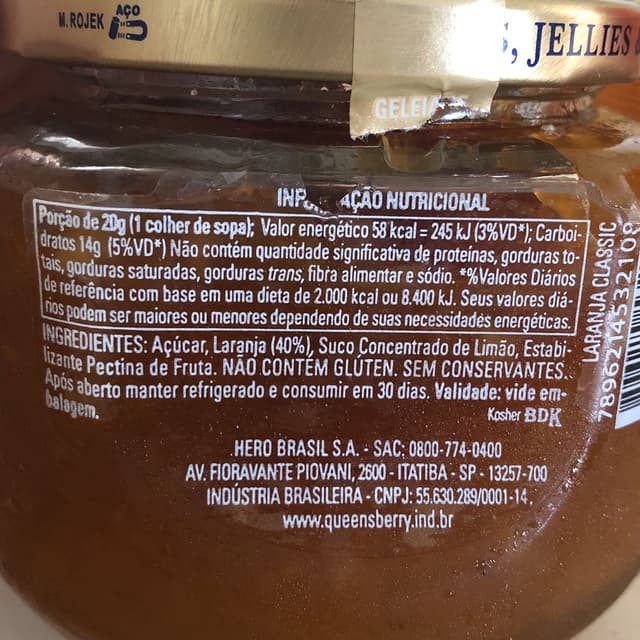 M. ROJEK AÇO
, JELLIES
GELEIA
AÇÃO NUTRICIONAL
Porção de 20g (1 colher de sopa): Valor energético 58 kcal = 245 kJ (3%VD*); Carboi-
dratos 14g (5%VD*) Não contém quantidade significativa de proteínas, gorduras to-
tais, gorduras saturadas, gorduras trans, fibra alimentar e sódio. *%Valores Diários
de referência com base em uma dieta de 2.000 kcal ou 8.400 kJ. Seus valores diá-
rios podem ser maiores ou menores dependendo de suas necessidades energéticas.
INGREDIENTES: Açúcar, Laranja (40%), Suco Concentrado de Limão, Estabi-
lizante Pectina de Fruta. NÃO CONTÉM GLÚTEN. SEM CONSERVANTES.
Após aberto manter refrigerado e consumir em 30 dias. Validade: vide em-
balagem.
Kosher BDK
HERO BRASIL S.A. - SAC: 0800-774-0400
AV. FIORAVANTE PIOVANI, 2600 - ITATIBA - SP - 13257-700
INDÚSTRIA BRASILEIRA - CNPJ: 55.630.289/0001-14
www.queensberry.ind.br
LARANJA CLASSIC
7896214532109